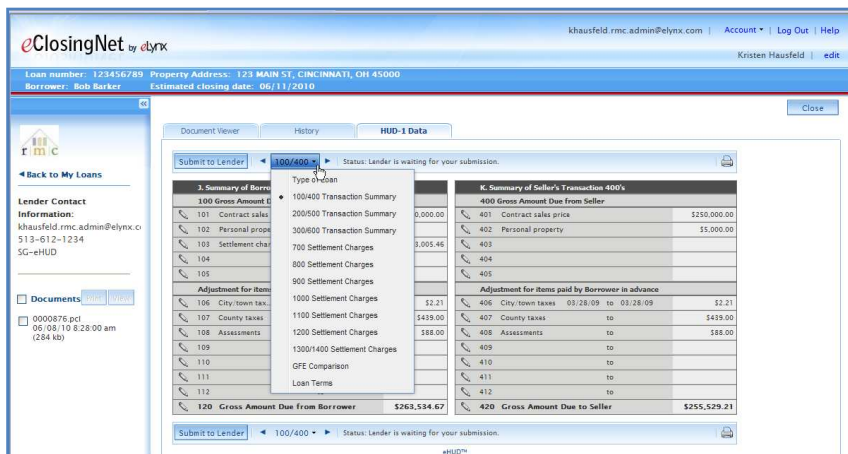 eClosingNet by eLynx
khausfeld.rmc.admin@elynx.com | Account | Log Out | Help
Kristen Hausfeld | edit
Loan number: 123456789 Property Address: 123 MAIN ST, CINCINNATI, OH 45000
Borrower: Bob Barker Estimated closing date: 06/11/2010
Close
rmc
Back to My Loans
Lender Contact
Information:
khausfeld.rmc.admin@elynx.c
513-612-1234
SG-eHUD
Documents Print View
0000876.pcl
06/08/10 8:28:00 am
(284 kb)
Document Viewer History HUD-1 Data
Submit to Lender 100/400 Status: Lender is waiting for your submission.
Type of Loan
100/400 Transaction Summary
200/500 Transaction Summary
300/600 Transaction Summary
700 Settlement Charges
800 Settlement Charges
900 Settlement Charges
1000 Settlement Charges
1100 Settlement Charges
1200 Settlement Charges
1300/1400 Settlement Charges
GFE Comparison
Loan Terms
J. Summary of Borro
100 Gross Amount D
101 Contract sales 0,000.00
102 Personal prope
103 Settlement char 3,005.46
104
105
Adjustment for items
106 City/town tax.. $2.21
107 County taxes $439.00
108 Assessments $88.00
109
110
111
112
120 Gross Amount Due from Borrower $263,534.67
K. Summary of Seller's Transaction 400's
400 Gross Amount Due from Seller
401 Contract sales price $250,000.00
402 Personal property $5,000.00
403
404
405
Adjustment for items paid by Borrower in advance
406 City/town taxes 03/28/09 to 03/28/09 $2.21
407 County taxes to $439.00
408 Assessments to $88.00
409 to
410 to
411 to
412 to
420 Gross Amount Due to Seller $255,529.21
Submit to Lender 100/400 Status: Lender is waiting for your submission.
eHUD™